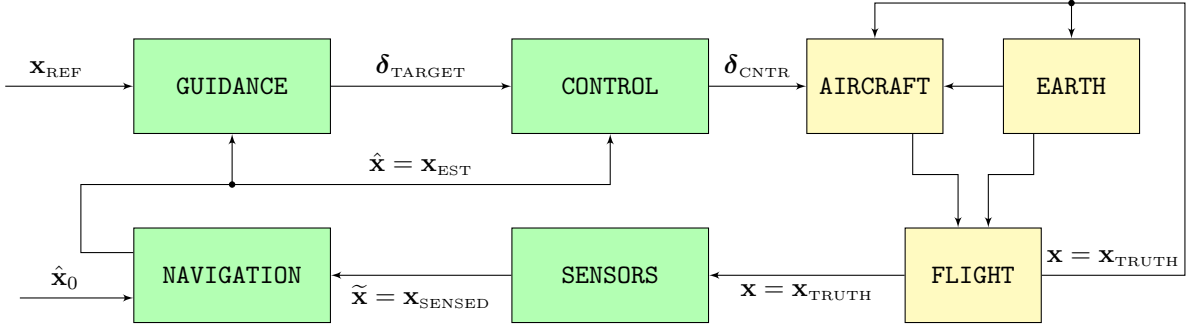 x_REF
GUIDANCE
δ_TARGET
CONTROL
δ_CNTR
AIRCRAFT
EARTH
x̂ = x_EST
x̂_0
NAVIGATION
x̃ = x_SENSED
SENSORS
x = x_TRUTH
FLIGHT
x = x_TRUTH